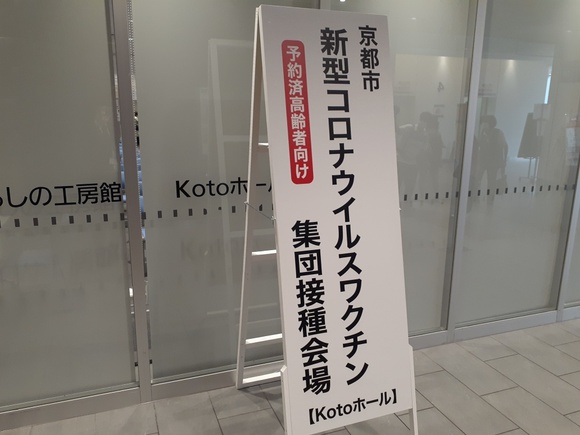 京都市
新型コロナウイルスワクチン
予約済高齢者向け
集団接種会場
【Kotoホール】
しの工房館
Kotoホール